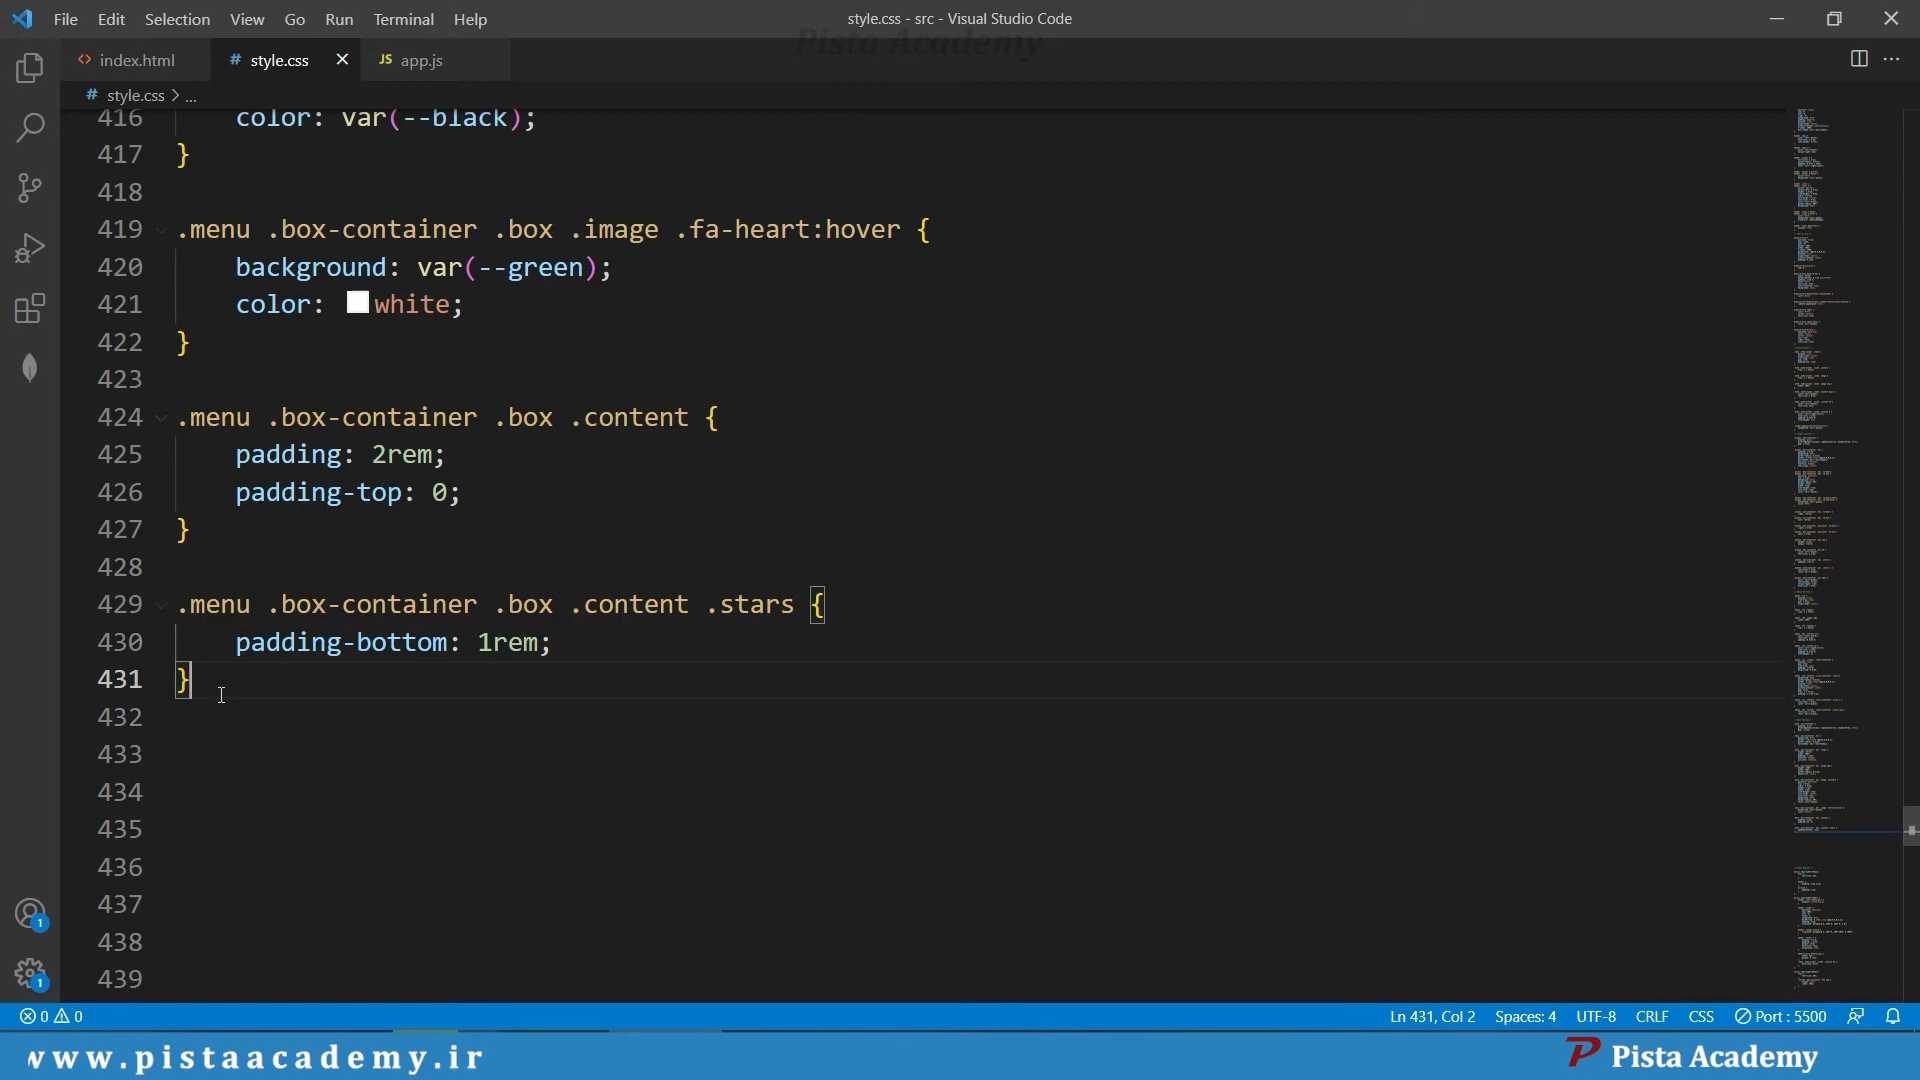 File Edit Selection View Go Run Terminal Help
style.css - src - Visual Studio Code
Pista Academy
index.html
# style.css
JS app.js
# style.css > ...
416 color: var(--black);
417 }
418
419 .menu .box-container .box .image .fa-heart:hover {
420 background: var(--green);
421 color: white;
422 }
423
424 .menu .box-container .box .content {
425 padding: 2rem;
426 padding-top: 0;
427 }
428
429 .menu .box-container .box .content .stars {
430 padding-bottom: 1rem;
431 }
432
433
434
435
436
437
438
439
1
1
0 0
Ln 431, Col 2 Spaces: 4 UTF-8 CRLF CSS Port : 5500
www.pistaacademy.ir
Pista Academy